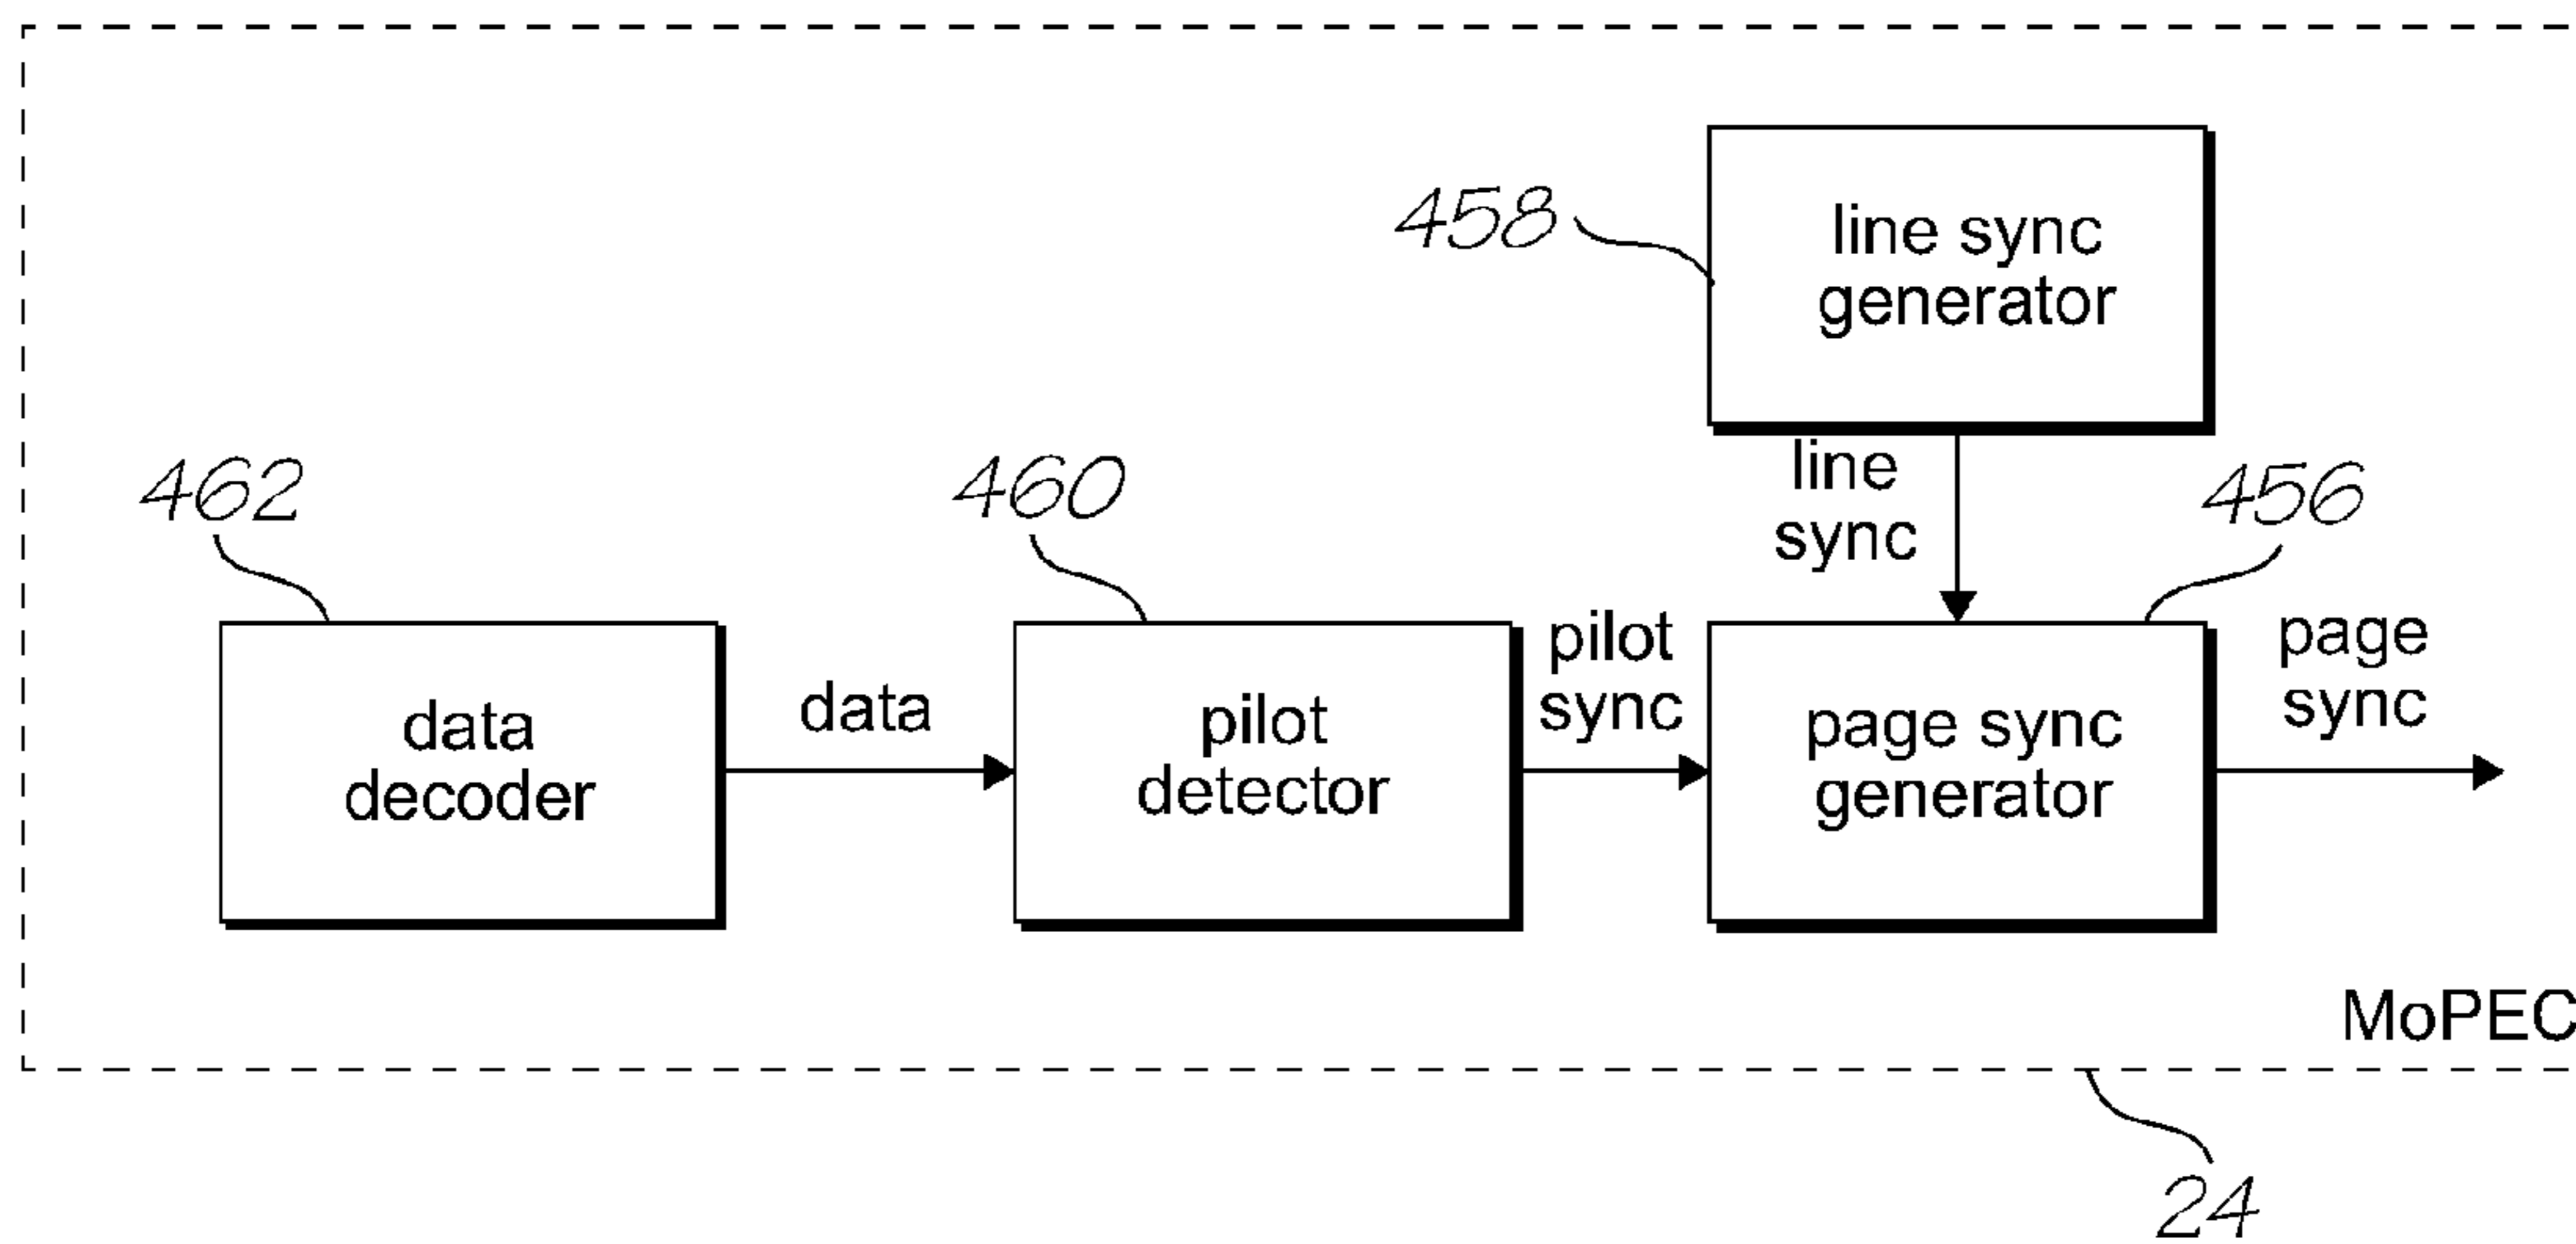 458
line sync
generator
line
sync
462
460
456
data
decoder
data
pilot
detector
pilot
sync
page sync
generator
page
sync
MoPEC
24